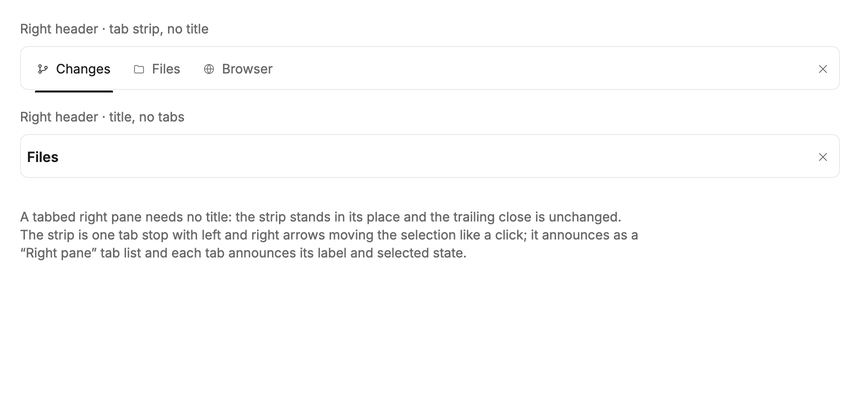 Right header · tab strip, no title
Changes Files Browser
Right header · title, no tabs
Files
A tabbed right pane needs no title: the strip stands in its place and the trailing close is unchanged.
The strip is one tab stop with left and right arrows moving the selection like a click; it announces as a
“Right pane” tab list and each tab announces its label and selected state.